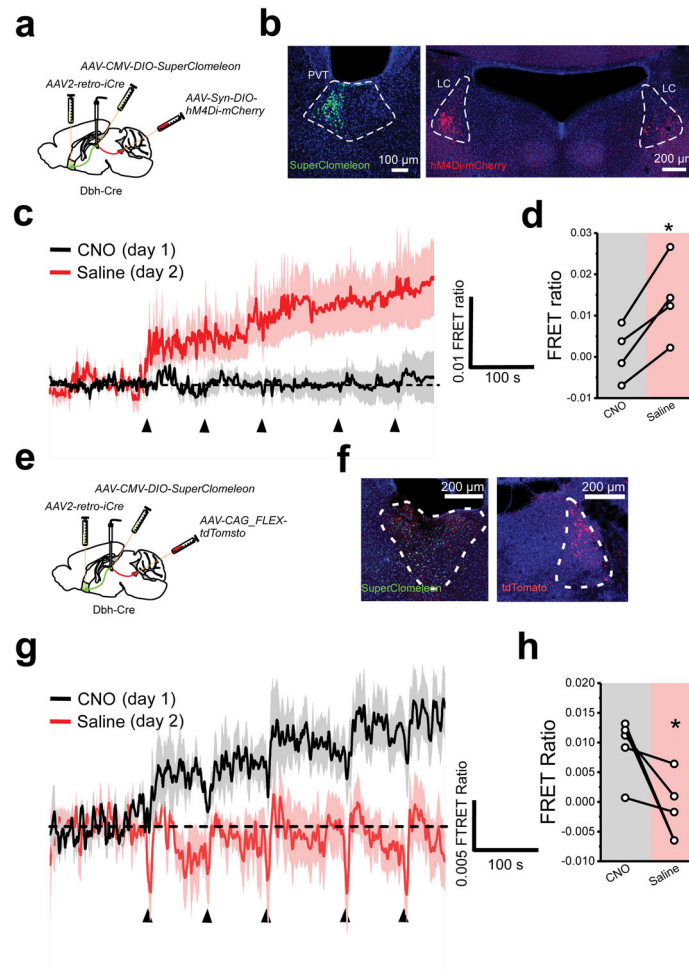 a
AAV-CMV-DIO-SuperClomeleon
AAV2-retro-iCre
AAV-Syn-DIO-
hM4Di-mCherry
Dbh-Cre
b
PVT
SuperClomeleon
100 µm
LC
LC
hM4Di-mCherry
200 µm
c
CNO (day 1)
Saline (day 2)
0.01 FRET ratio
100 s
d
*
FRET ratio
0.03
0.02
0.01
0.00
-0.01
CNO
Saline
e
AAV-CMV-DIO-SuperClomeleon
AAV2-retro-iCre
AAV-CAG_FLEX-
tdTomsto
Dbh-Cre
f
200 µm
SuperClomeleon
200 µm
tdTomato
g
CNO (day 1)
Saline (day 2)
0.005 FTRET Ratio
100 s
h
*
FRET Ratio
0.020
0.015
0.010
0.005
0.000
-0.005
-0.010
CNO
Saline